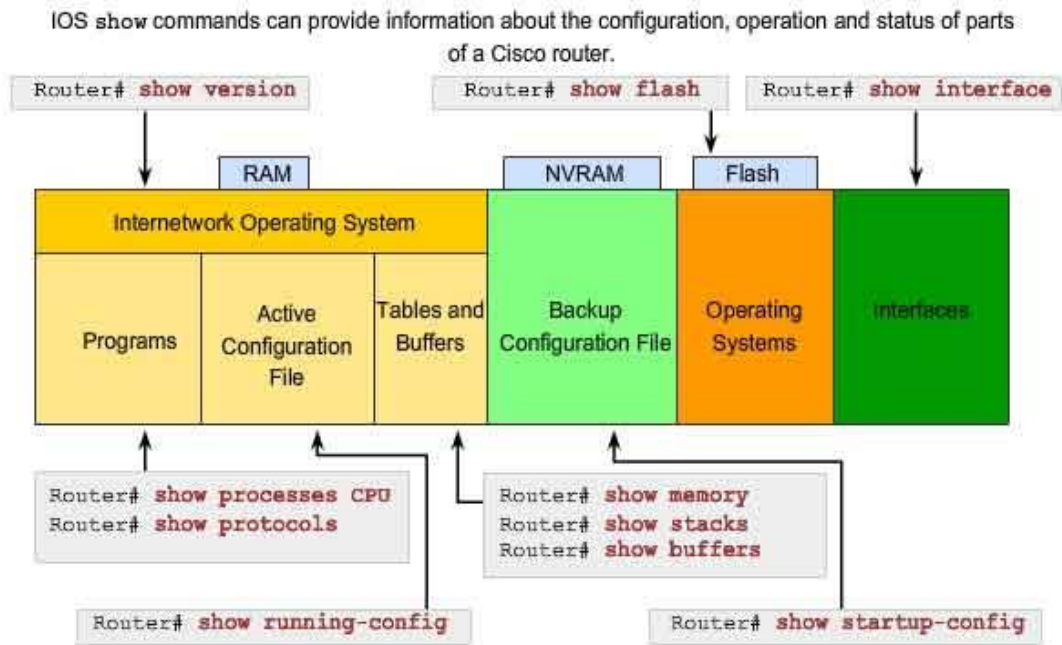 IOS show commands can provide information about the configuration, operation and status of parts
of a Cisco router.
Router# show version
Router# show flash
Router# show interface
RAM
NVRAM
Flash
Internetwork Operating System
Programs
Active
Configuration
File
Tables and
Buffers
Backup
Configuration File
Operating
Systems
Interfaces
Router# show processes CPU
Router# show protocols
Router# show memory
Router# show stacks
Router# show buffers
Router# show running-config
Router# show startup-config